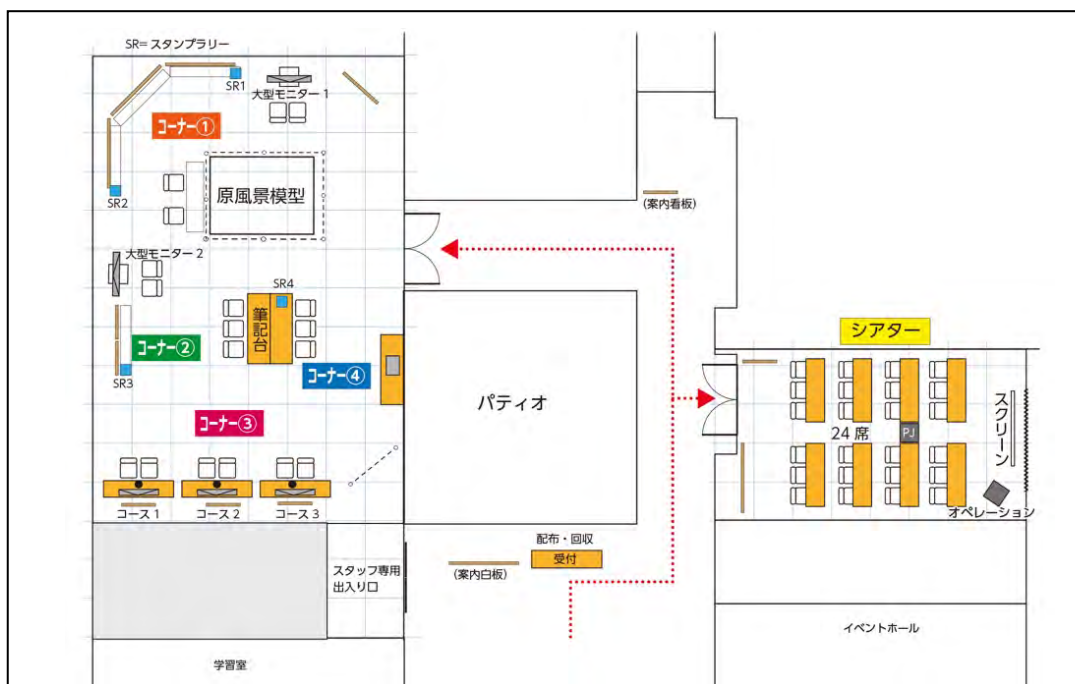 SR=スタンプラリー
SR1
大型モニター1
コーナー①
原風景模型
SR2
(案内看板)
大型モニター2
SR4
筆記台
シアター
コーナー②
SR3
コーナー④
パティオ
24席
PJ
スクリーン
コーナー③
オペレーション
コース1
コース2
コース3
配布・回収
受付
(案内白板)
スタッフ専用
出入り口
イベントホール
学習室